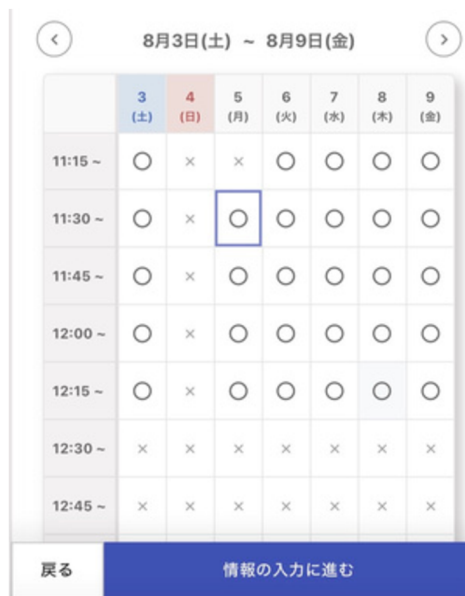 8月3日(土) ~ 8月9日(金)
3 4 5 6 7 8 9
(土) (日) (月) (火) (水) (木) (金)
11:15 ~ ○ × × ○ ○ ○ ○
11:30 ~ ○ × ○ ○ ○ ○ ○
11:45 ~ ○ × ○ ○ ○ ○ ○
12:00 ~ ○ × ○ ○ ○ ○ ○
12:15 ~ ○ × ○ ○ ○ ○ ○
12:30 ~ × × × × × × ×
12:45 ~ × × × × × × ×
戻る 情報の入力に進む